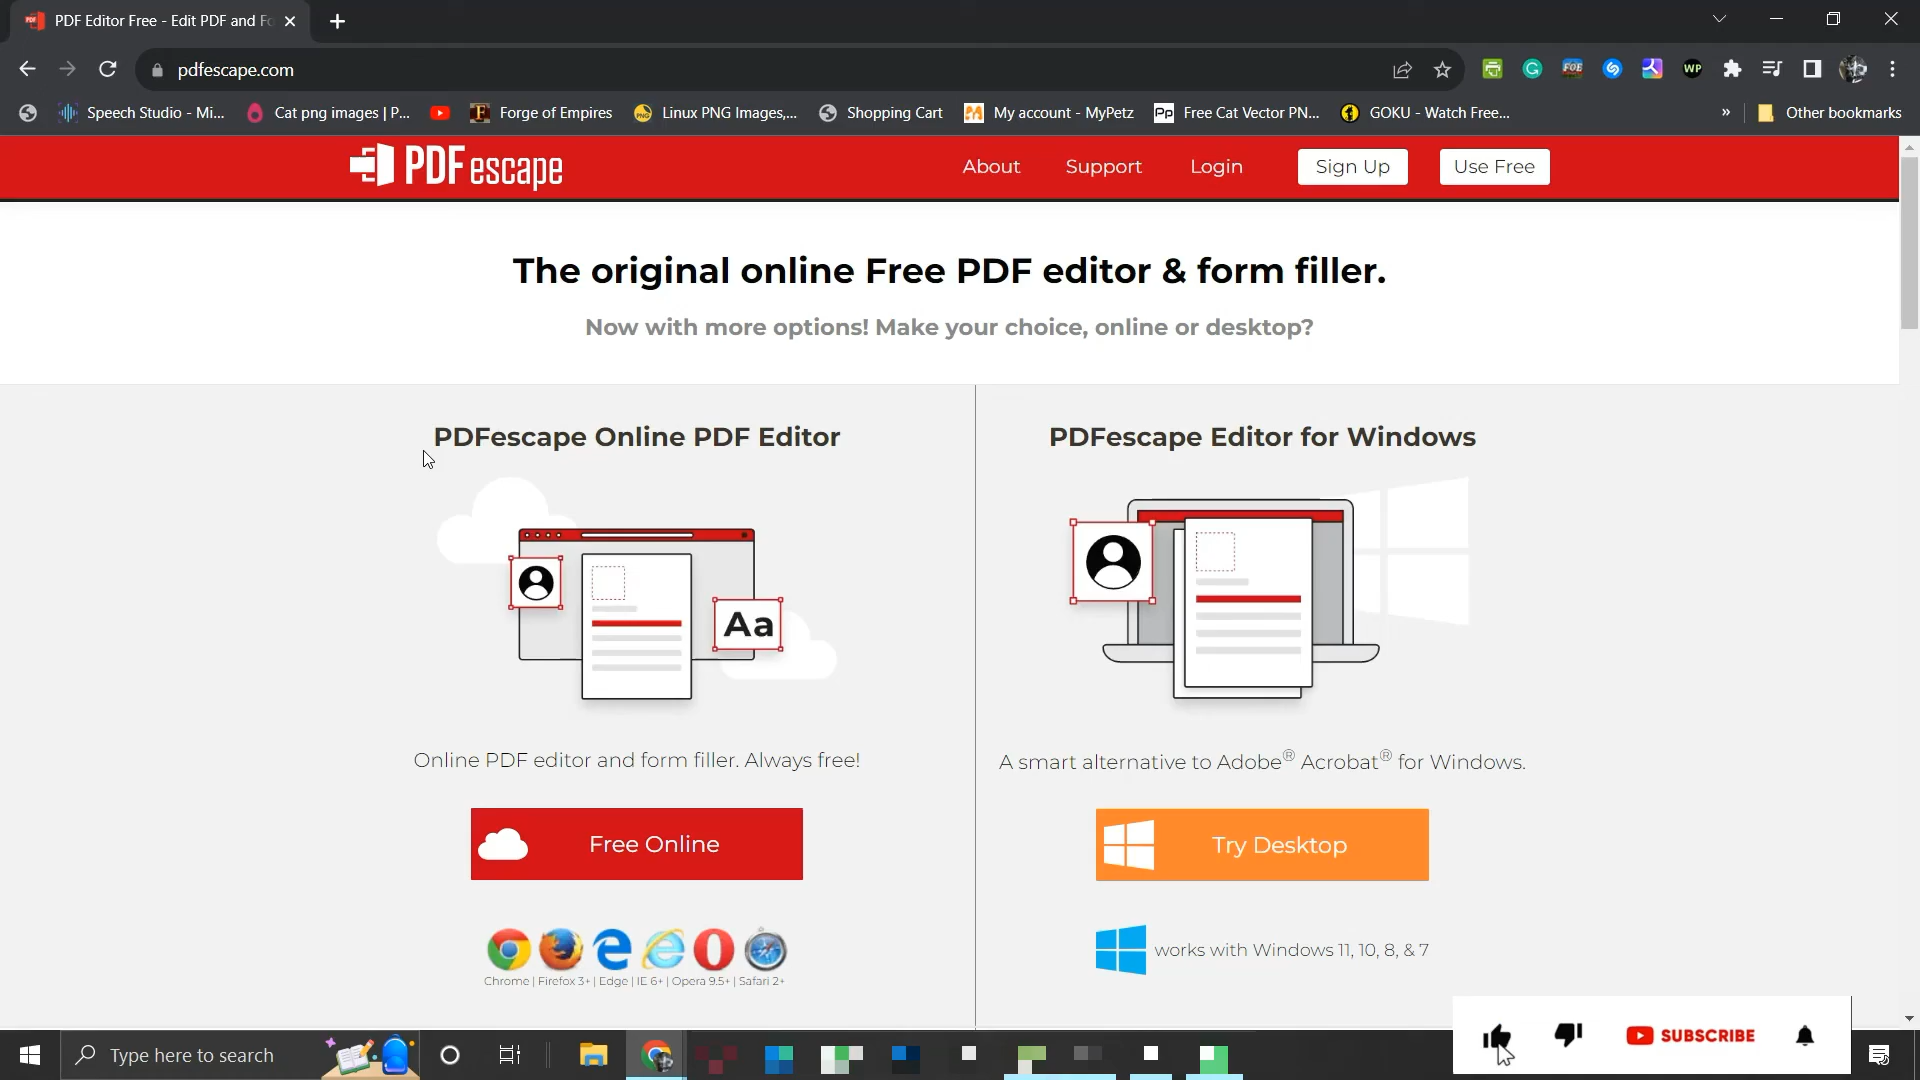 PDF Editor Free - Edit PDF and Fo
pdfescape.com
FOE
WP
Speech Studio - Mi...
Cat png images | P...
Forge of Empires
Linux PNG Images,...
Shopping Cart
My account - MyPetz
Pp
Free Cat Vector PN...
GOKU - Watch Free...
»
Other bookmarks
PDFescape
About
Support
Login
Sign Up
Use Free
The original online Free PDF editor & form filler.
Now with more options! Make your choice, online or desktop?
PDFescape Online PDF Editor
PDFescape Editor for Windows
Aa
Online PDF editor and form filler. Always free!
A smart alternative to Adobe® Acrobat® for Windows.
Free Online
Try Desktop
Chrome | Firefox 3+ | Edge | IE 6+ | Opera 9.5+ | Safari 2+
works with Windows 11, 10, 8, & 7
Type here to search
SUBSCRIBE